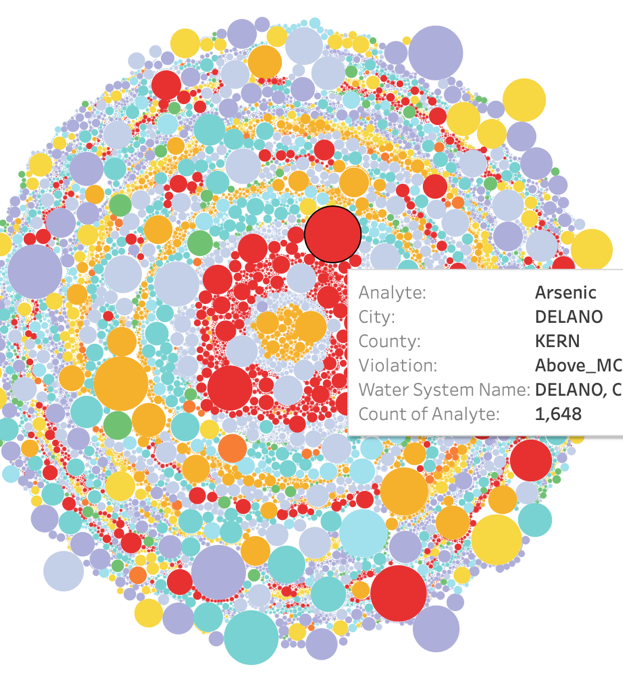 Analyte: Arsenic
City: DELANO
County: KERN
Violation: Above_MC
Water System Name: DELANO, C
Count of Analyte: 1,648